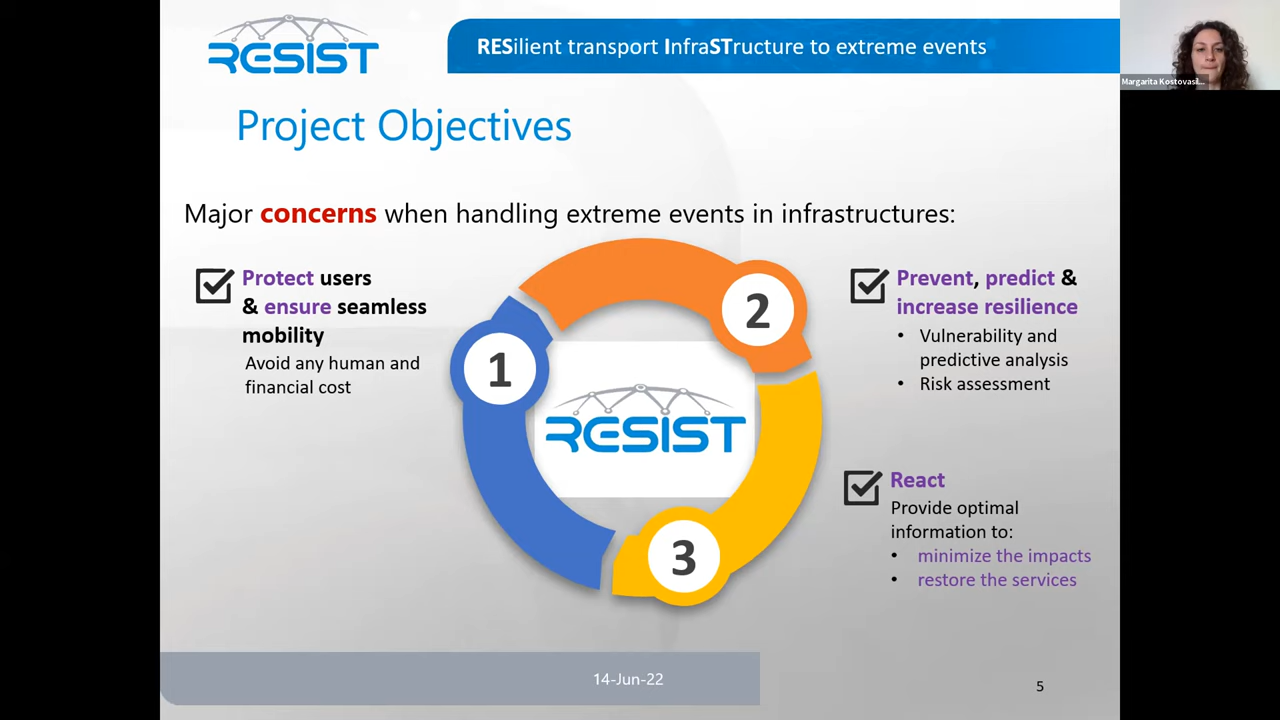 RESIST
RESilient transport InfraSTructure to extreme events
Margarita Kostovasil...
Project Objectives
Major concerns when handling extreme events in infrastructures:
Protect users
& ensure seamless
mobility
Avoid any human and
financial cost
1
2
3
RESIST
Prevent, predict &
increase resilience
• Vulnerability and
predictive analysis
• Risk assessment
React
Provide optimal
information to:
• minimize the impacts
• restore the services
14-Jun-22
5